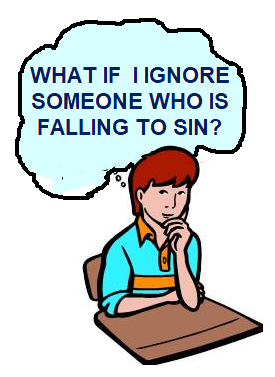 WHAT IF I IGNORE
SOMEONE WHO IS
FALLING TO SIN?